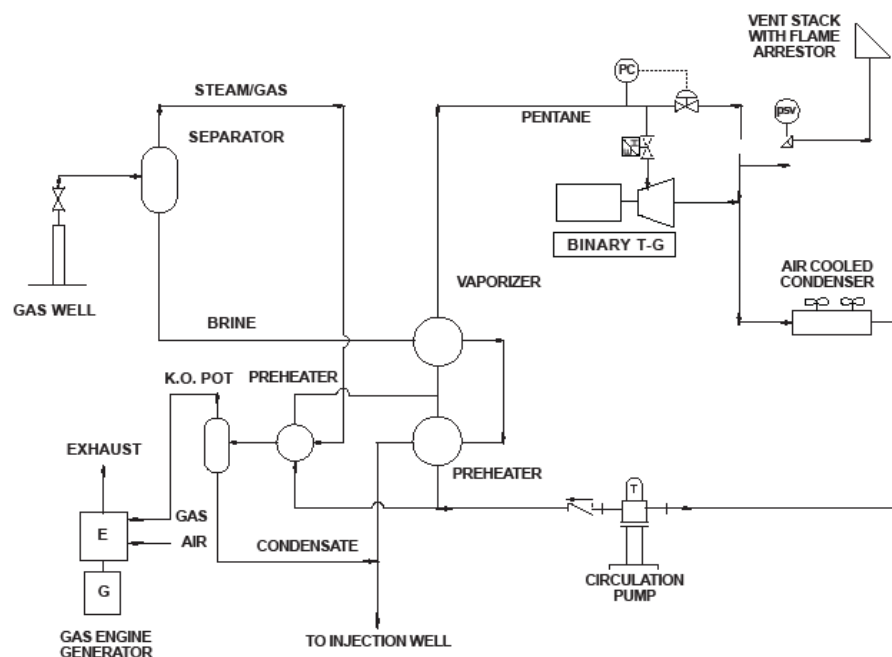 VENT STACK
WITH FLAME
ARRESTOR
PC
STEAM/GAS
PENTANE
psv
SEPARATOR
BINARY T-G
GAS WELL
VAPORIZER
AIR COOLED
CONDENSER
BRINE
K.O. POT
PREHEATER
EXHAUST
PREHEATER
T
GAS
E
AIR
CONDENSATE
CIRCULATION
PUMP
G
GAS ENGINE
GENERATOR
TO INJECTION WELL